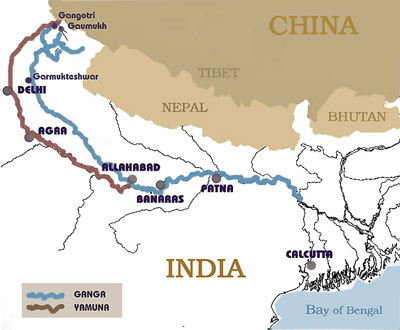 Gangotri
Gaumukh
CHINA
TIBET
Garmukteshwar
DELHI
NEPAL
BHUTAN
AGRA
ALLAHABAD
BANARAS
PATNA
CALCUTTA
INDIA
GANGA
YAMUNA
Bay of Bengal